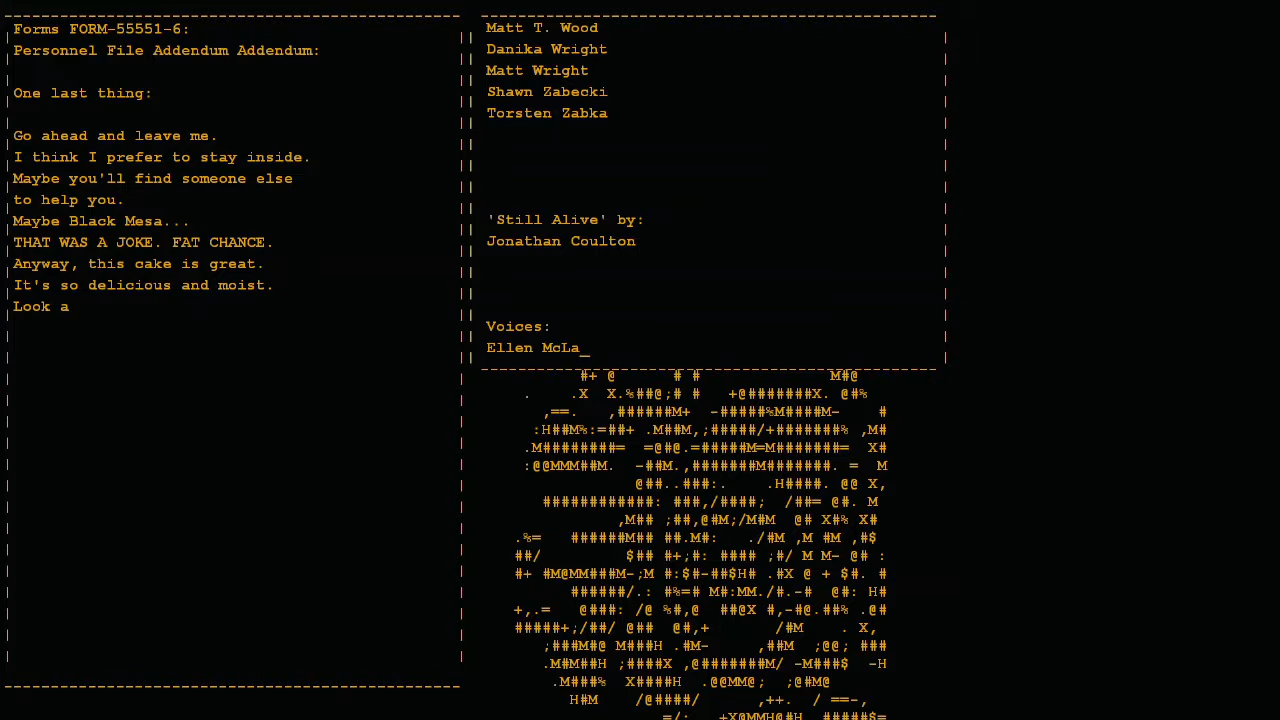 Forms FORM-55551-6:
Personnel File Addendum Addendum:
One last thing:
Go ahead and leave me.
I think I prefer to stay inside.
Maybe you'll find someone else
to help you.
Maybe Black Mesa...
THAT WAS A JOKE. FAT CHANCE.
Anyway, this cake is great.
It's so delicious and moist.
Look a
Matt T. Wood
Danika Wright
Matt Wright
Shawn Zabecki
Torsten Zabka
'Still Alive' by:
Jonathan Coulton
Voices:
Ellen McLa_